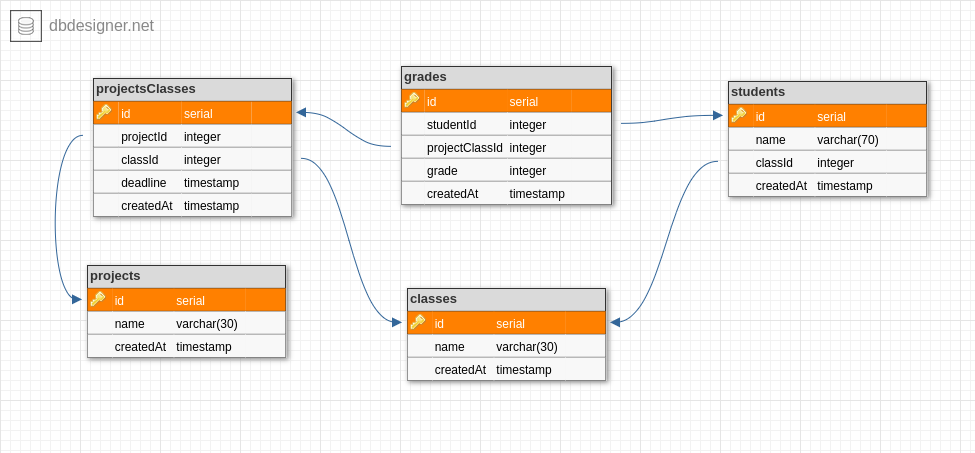 dbdesigner.net
projectsClasses
id serial
projectId integer
classId integer
deadline timestamp
createdAt timestamp
grades
id serial
studentId integer
projectClassId integer
grade integer
createdAt timestamp
students
id serial
name varchar(70)
classId integer
createdAt timestamp
projects
id serial
name varchar(30)
createdAt timestamp
classes
id serial
name varchar(30)
createdAt timestamp